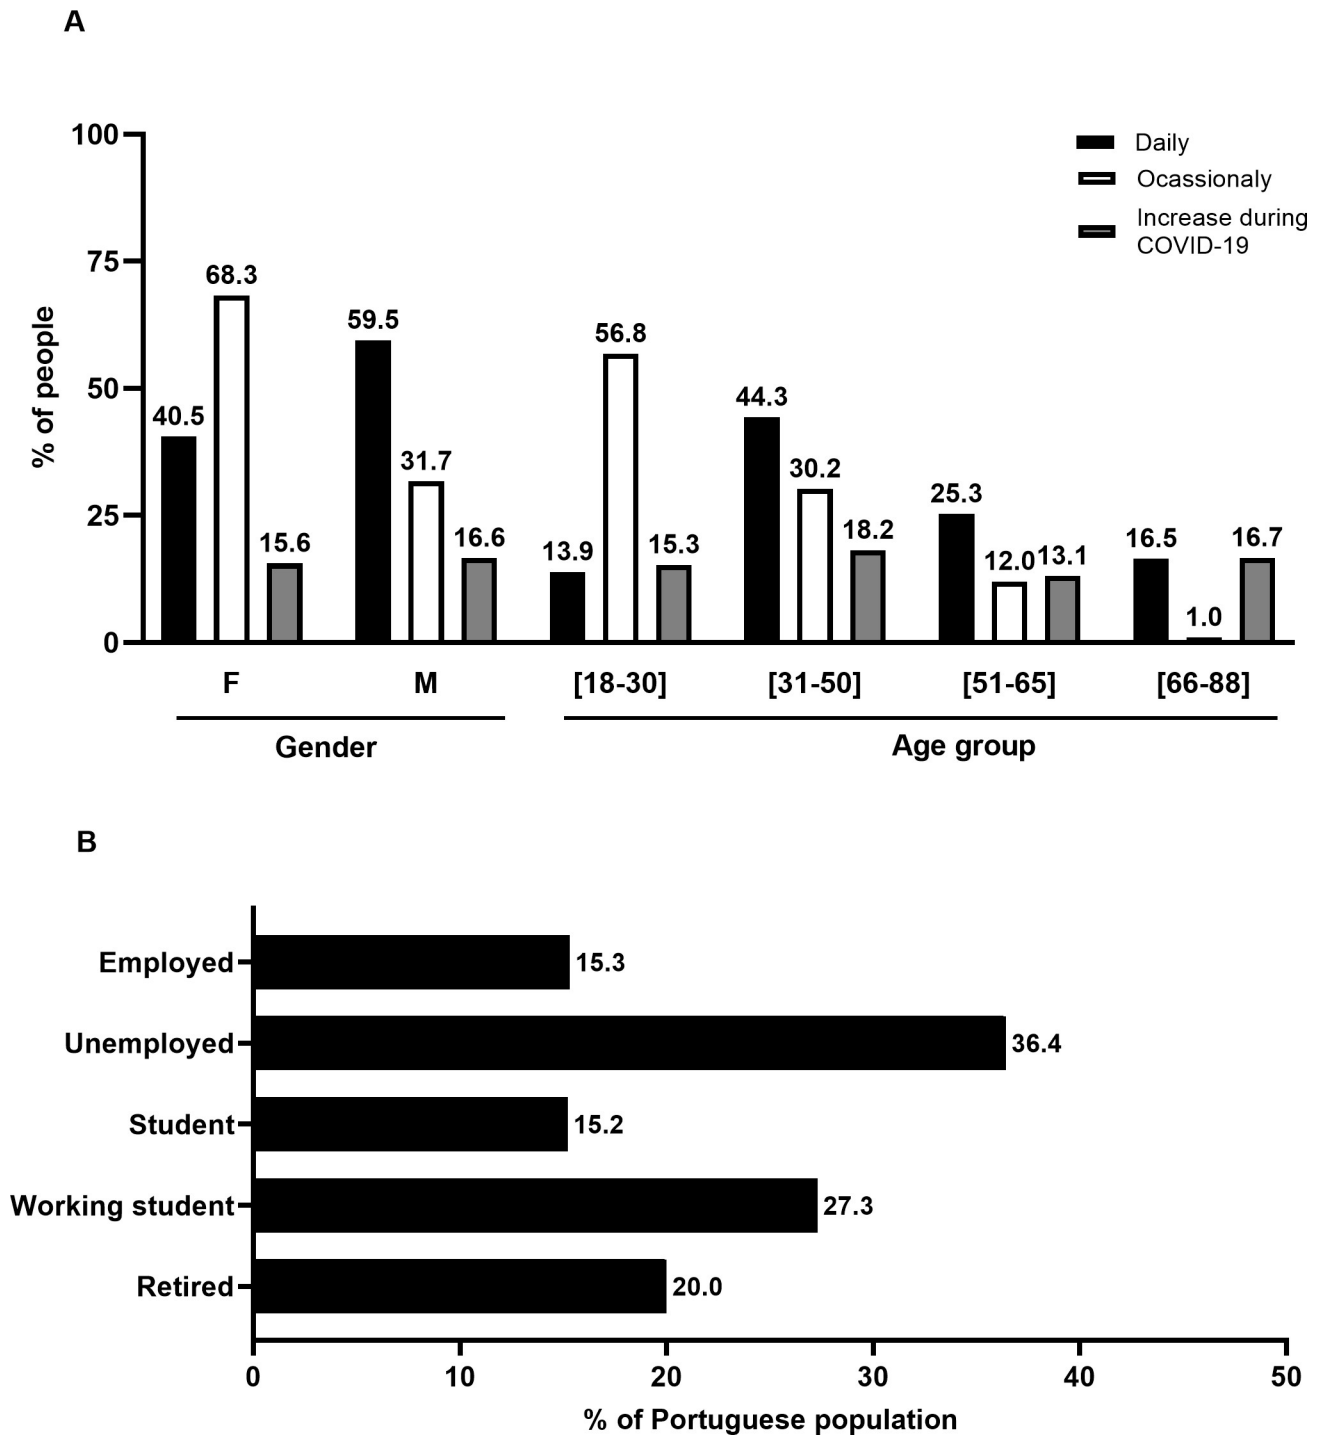 A
100
75
50
25
0
% of people
Daily
Ocassionaly
Increase during
COVID-19
40.5
68.3
15.6
59.5
31.7
16.6
13.9
56.8
15.3
44.3
30.2
18.2
25.3
12.0
13.1
16.5
1.0
16.7
F
M
[18-30]
[31-50]
[51-65]
[66-88]
Gender
Age group
B
Employed
15.3
Unemployed
36.4
Student
15.2
Working student
27.3
Retired
20.0
0
10
20
30
40
50
% of Portuguese population